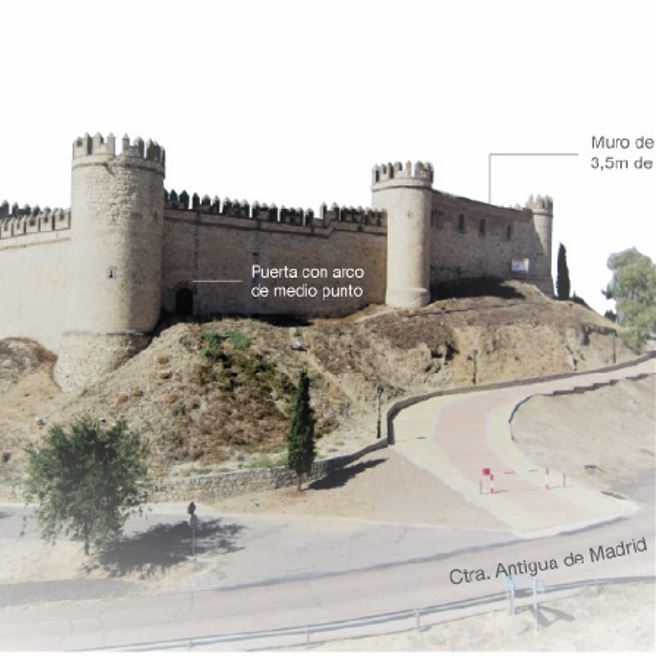 Muro de
3,5m de
Puerta con arco
de medio punto
Ctra. Antigua de Madrid